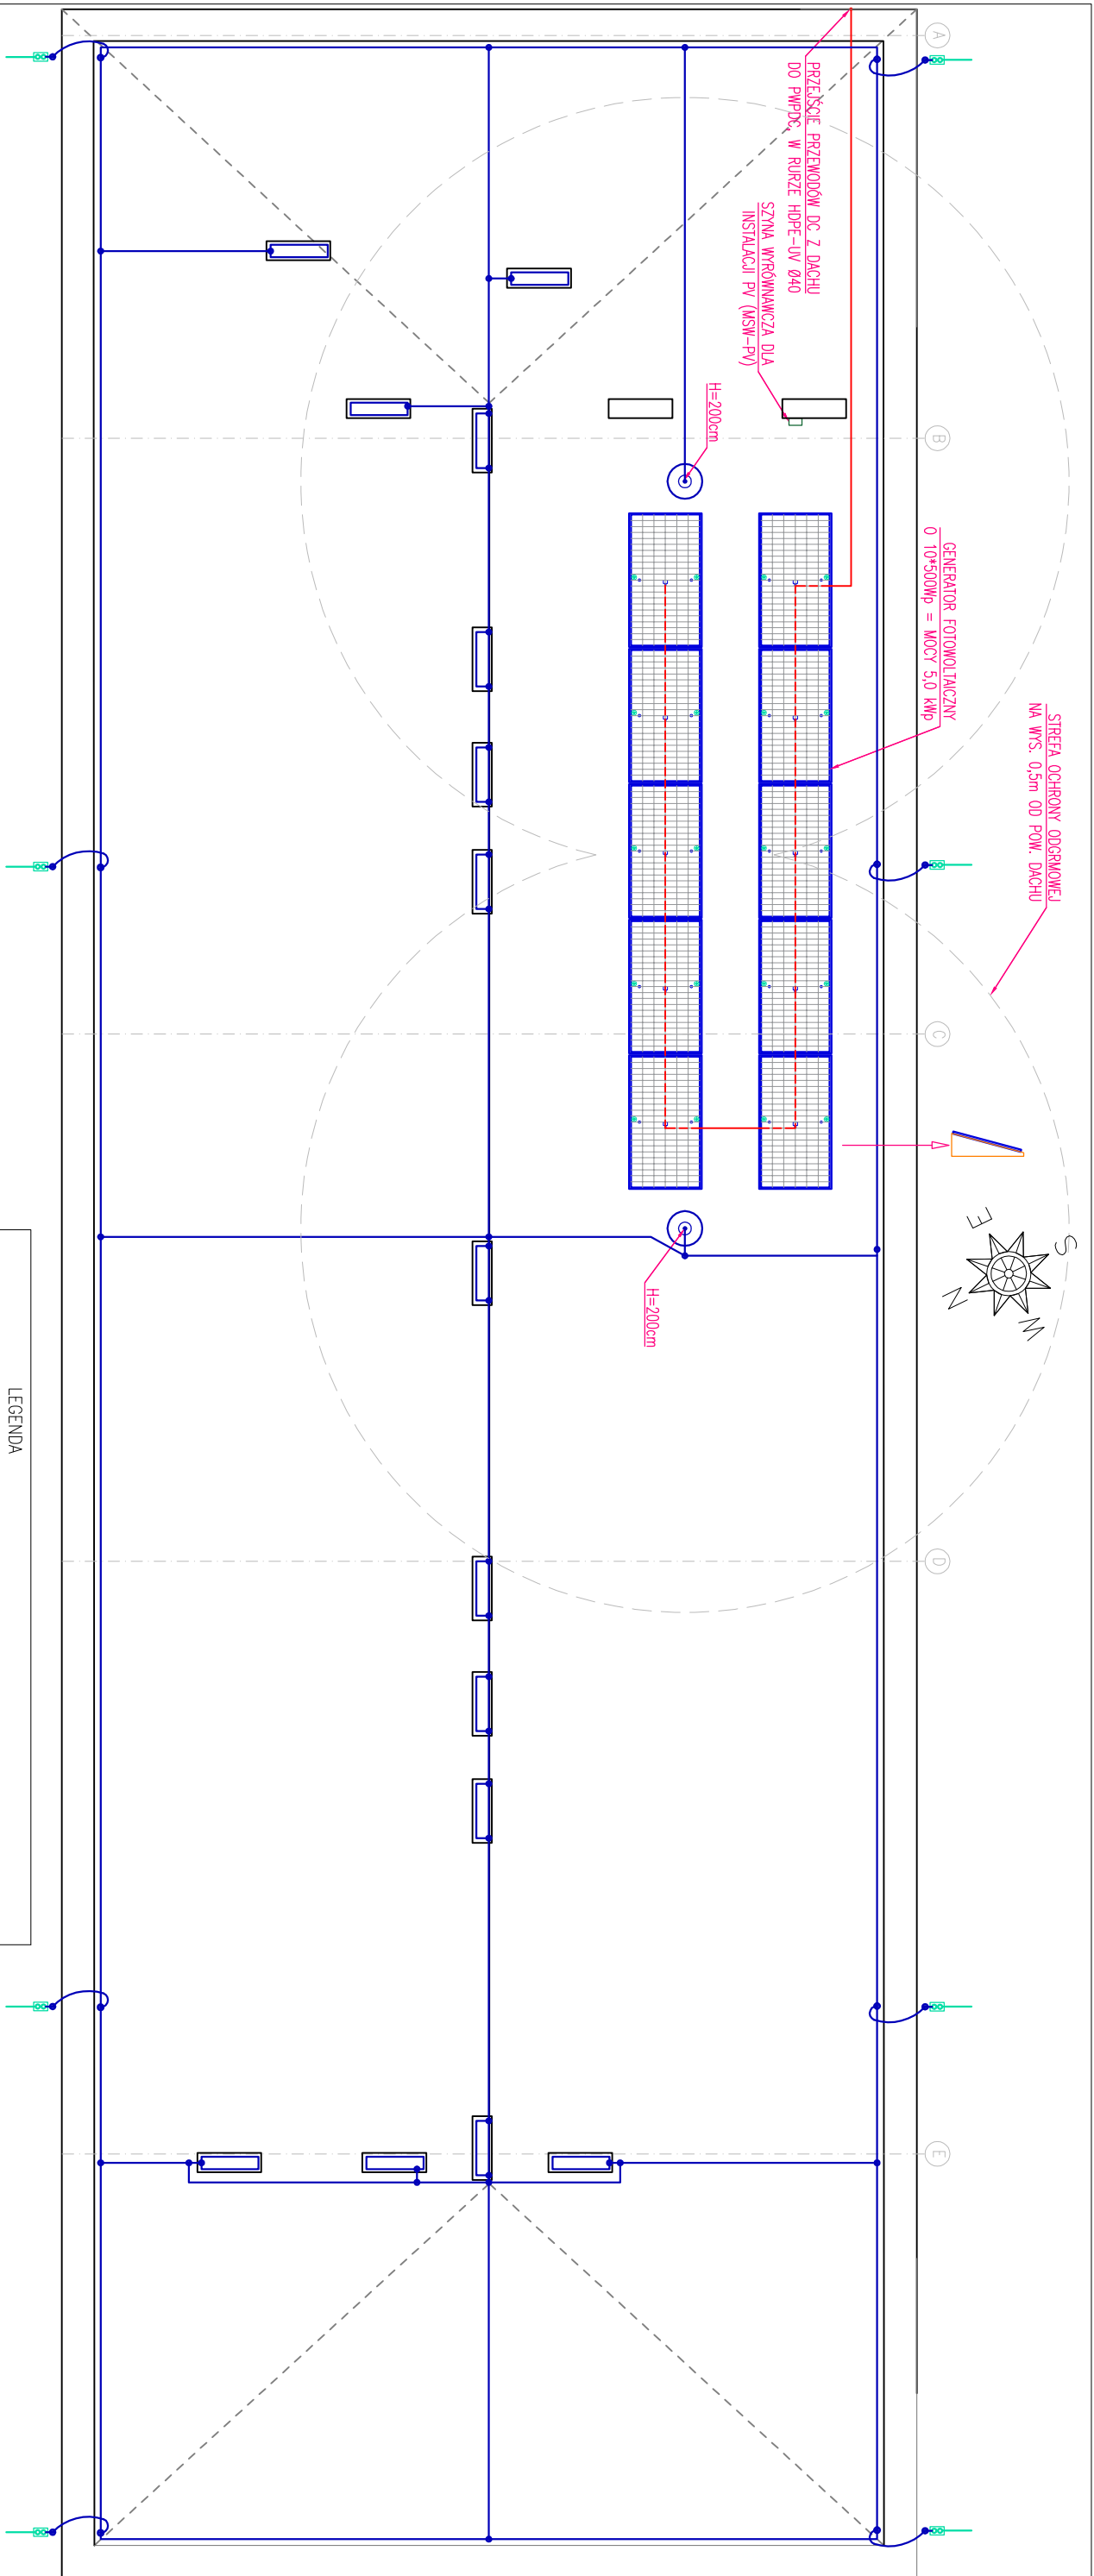 A
PRZEJŚCIE PRZEWODÓW DC Z DACHU
DO PWPDC, W RURZE HDPE-UV Ø40
SZYNA WYRÓWNAWCZA DLA
INSTALACJI PV (MSW-PV)
H=200cm
B
GENERATOR FOTOWOLTAICZNY
O 10*500Wp = MOCY 5,0 kWp
STREFA OCHRONY ODGRMOWEJ
NA WYS. 0,5m OD POW. DACHU
C
S
E
N
W
H=200cm
LEGENDA
D
E